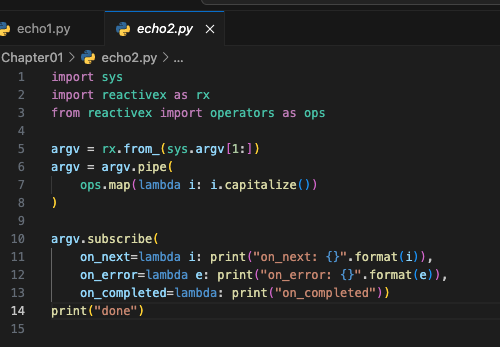 echo1.py echo2.py ×
Chapter01 > echo2.py > ...
1 import sys
2 import reactivex as rx
3 from reactivex import operators as ops
4
5 argv = rx.from_(sys.argv[1:])
6 argv = argv.pipe(
7     ops.map(lambda i: i.capitalize())
8 )
9
10 argv.subscribe(
11     on_next=lambda i: print("on_next: {}".format(i)),
12     on_error=lambda e: print("on_error: {}".format(e)),
13     on_completed=lambda: print("on_completed"))
14 print("done")
15